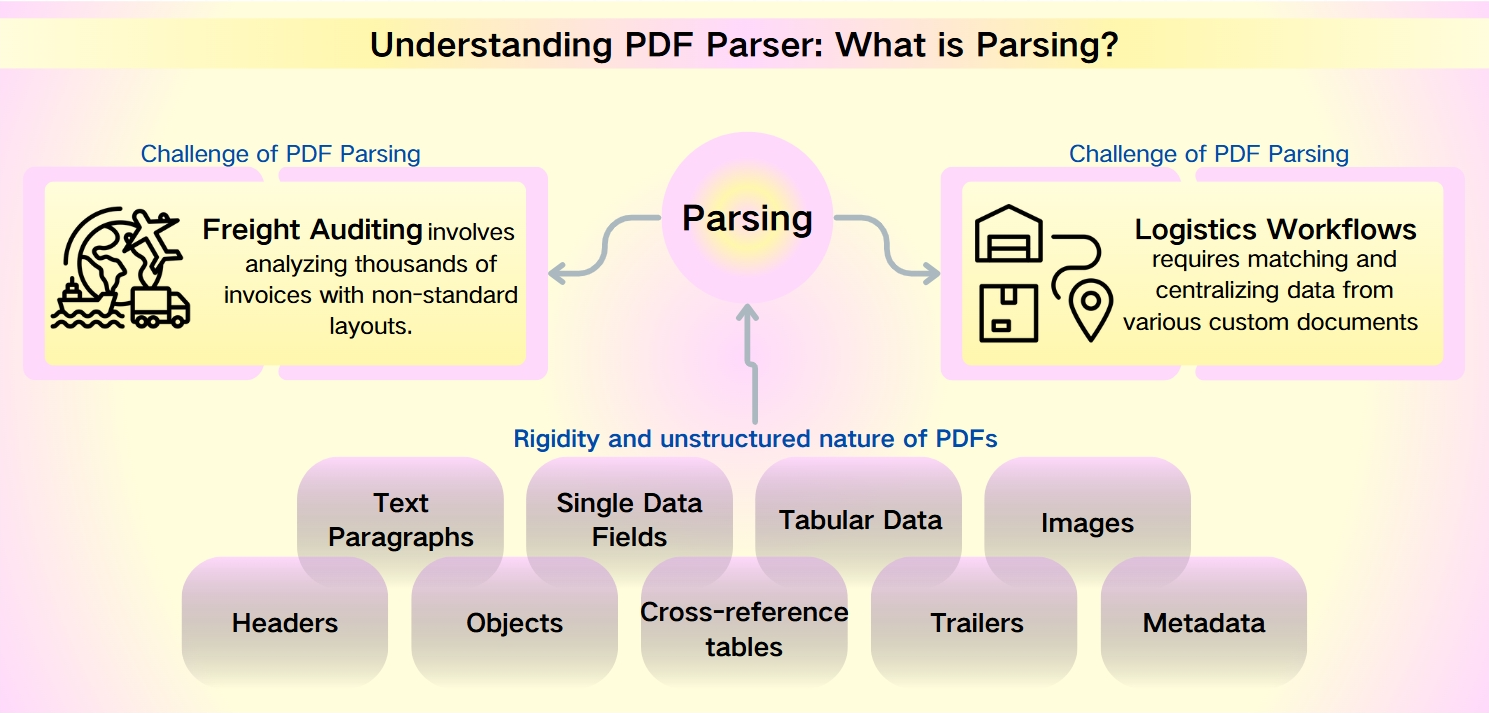 Understanding PDF Parser: What is Parsing?
Challenge of PDF Parsing
Freight Auditing involves
analyzing thousands of
invoices with non-standard
layouts.
Parsing
Challenge of PDF Parsing
Logistics Workflows
requires matching and
centralizing data from
various custom documents
Rigidity and unstructured nature of PDFs
Text
Paragraphs
Single Data
Fields
Tabular Data
Images
Headers
Objects
Cross-reference
tables
Trailers
Metadata